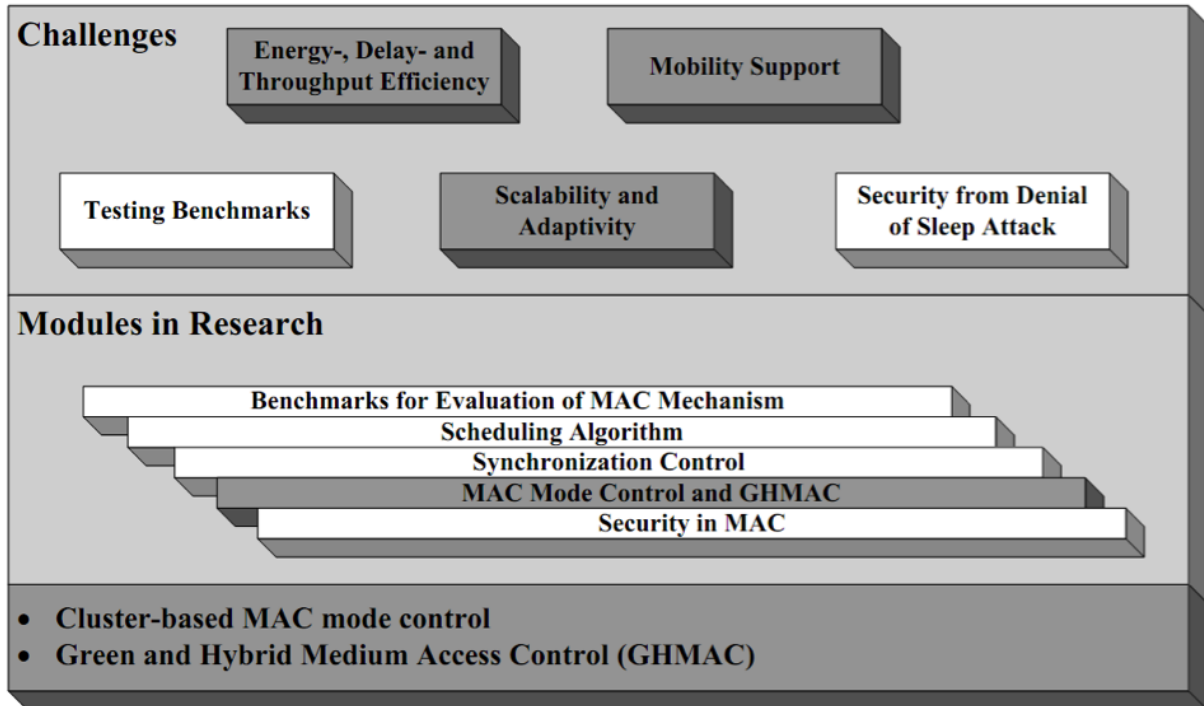 Challenges
Energy-, Delay- and
Throughput Efficiency
Mobility Support
Testing Benchmarks
Scalability and
Adaptivity
Security from Denial
of Sleep Attack
Modules in Research
Benchmarks for Evaluation of MAC Mechanism
Scheduling Algorithm
Synchronization Control
MAC Mode Control and GHMAC
Security in MAC
• Cluster-based MAC mode control
• Green and Hybrid Medium Access Control (GHMAC)